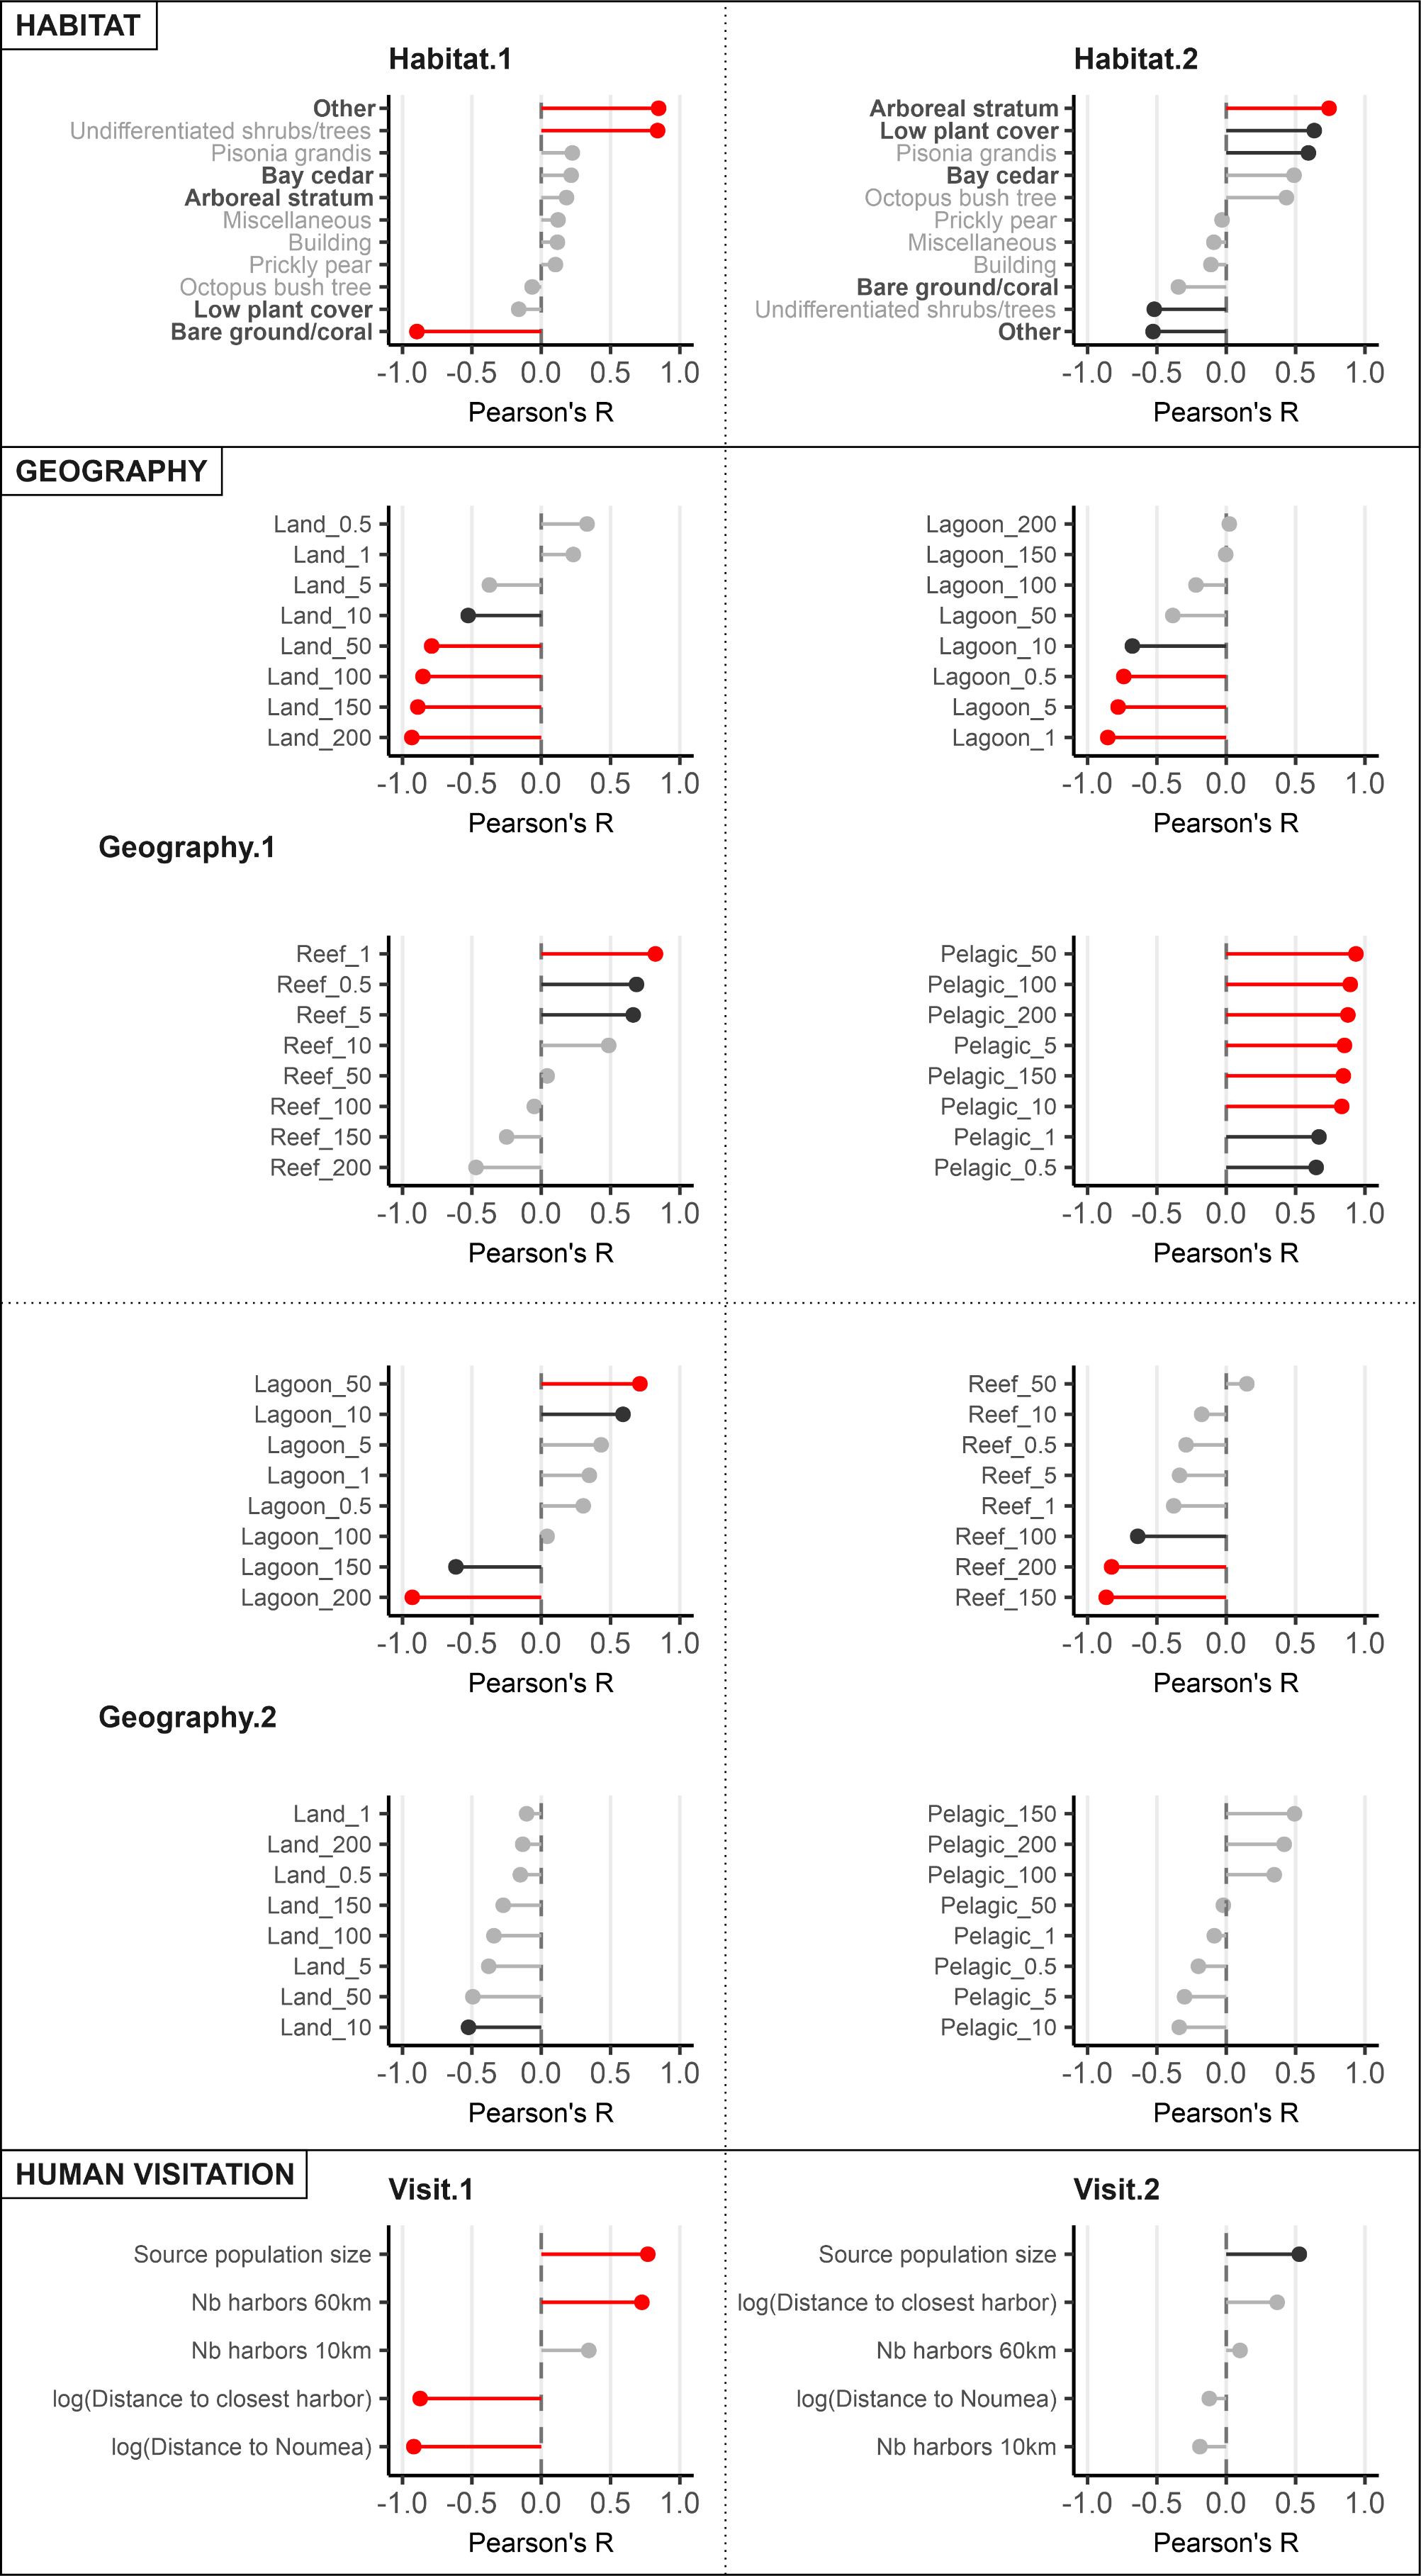 HABITAT
Habitat.1
Other
Undifferentiated shrubs/trees
Pisonia grandis
Bay cedar
Arboreal stratum
Miscellaneous
Building
Prickly pear
Octopus bush tree
Low plant cover
Bare ground/coral
-1.0 -0.5 0.0 0.5 1.0
Pearson's R
Habitat.2
Arboreal stratum
Low plant cover
Pisonia grandis
Bay cedar
Octopus bush tree
Prickly pear
Miscellaneous
Building
Bare ground/coral
Undifferentiated shrubs/trees
Other
-1.0 -0.5 0.0 0.5 1.0
Pearson's R
GEOGRAPHY
Land_0.5
Land_1
Land_5
Land_10
Land_50
Land_100
Land_150
Land_200
-1.0 -0.5 0.0 0.5 1.0
Pearson's R
Lagoon_200
Lagoon_150
Lagoon_100
Lagoon_50
Lagoon_10
Lagoon_0.5
Lagoon_5
Lagoon_1
-1.0 -0.5 0.0 0.5 1.0
Pearson's R
Geography.1
Reef_1
Reef_0.5
Reef_5
Reef_10
Reef_50
Reef_100
Reef_150
Reef_200
-1.0 -0.5 0.0 0.5 1.0
Pearson's R
Pelagic_50
Pelagic_100
Pelagic_200
Pelagic_5
Pelagic_150
Pelagic_10
Pelagic_1
Pelagic_0.5
-1.0 -0.5 0.0 0.5 1.0
Pearson's R
Lagoon_50
Lagoon_10
Lagoon_5
Lagoon_1
Lagoon_0.5
Lagoon_100
Lagoon_150
Lagoon_200
-1.0 -0.5 0.0 0.5 1.0
Pearson's R
Reef_50
Reef_10
Reef_0.5
Reef_5
Reef_1
Reef_100
Reef_200
Reef_150
-1.0 -0.5 0.0 0.5 1.0
Pearson's R
Geography.2
Land_1
Land_200
Land_0.5
Land_150
Land_100
Land_5
Land_50
Land_10
-1.0 -0.5 0.0 0.5 1.0
Pearson's R
Pelagic_150
Pelagic_200
Pelagic_100
Pelagic_50
Pelagic_1
Pelagic_0.5
Pelagic_5
Pelagic_10
-1.0 -0.5 0.0 0.5 1.0
Pearson's R
HUMAN VISITATION
Visit.1
Source population size
Nb harbors 60km
Nb harbors 10km
log(Distance to closest harbor)
log(Distance to Noumea)
-1.0 -0.5 0.0 0.5 1.0
Pearson's R
Visit.2
Source population size
log(Distance to closest harbor)
Nb harbors 60km
log(Distance to Noumea)
Nb harbors 10km
-1.0 -0.5 0.0 0.5 1.0
Pearson's R